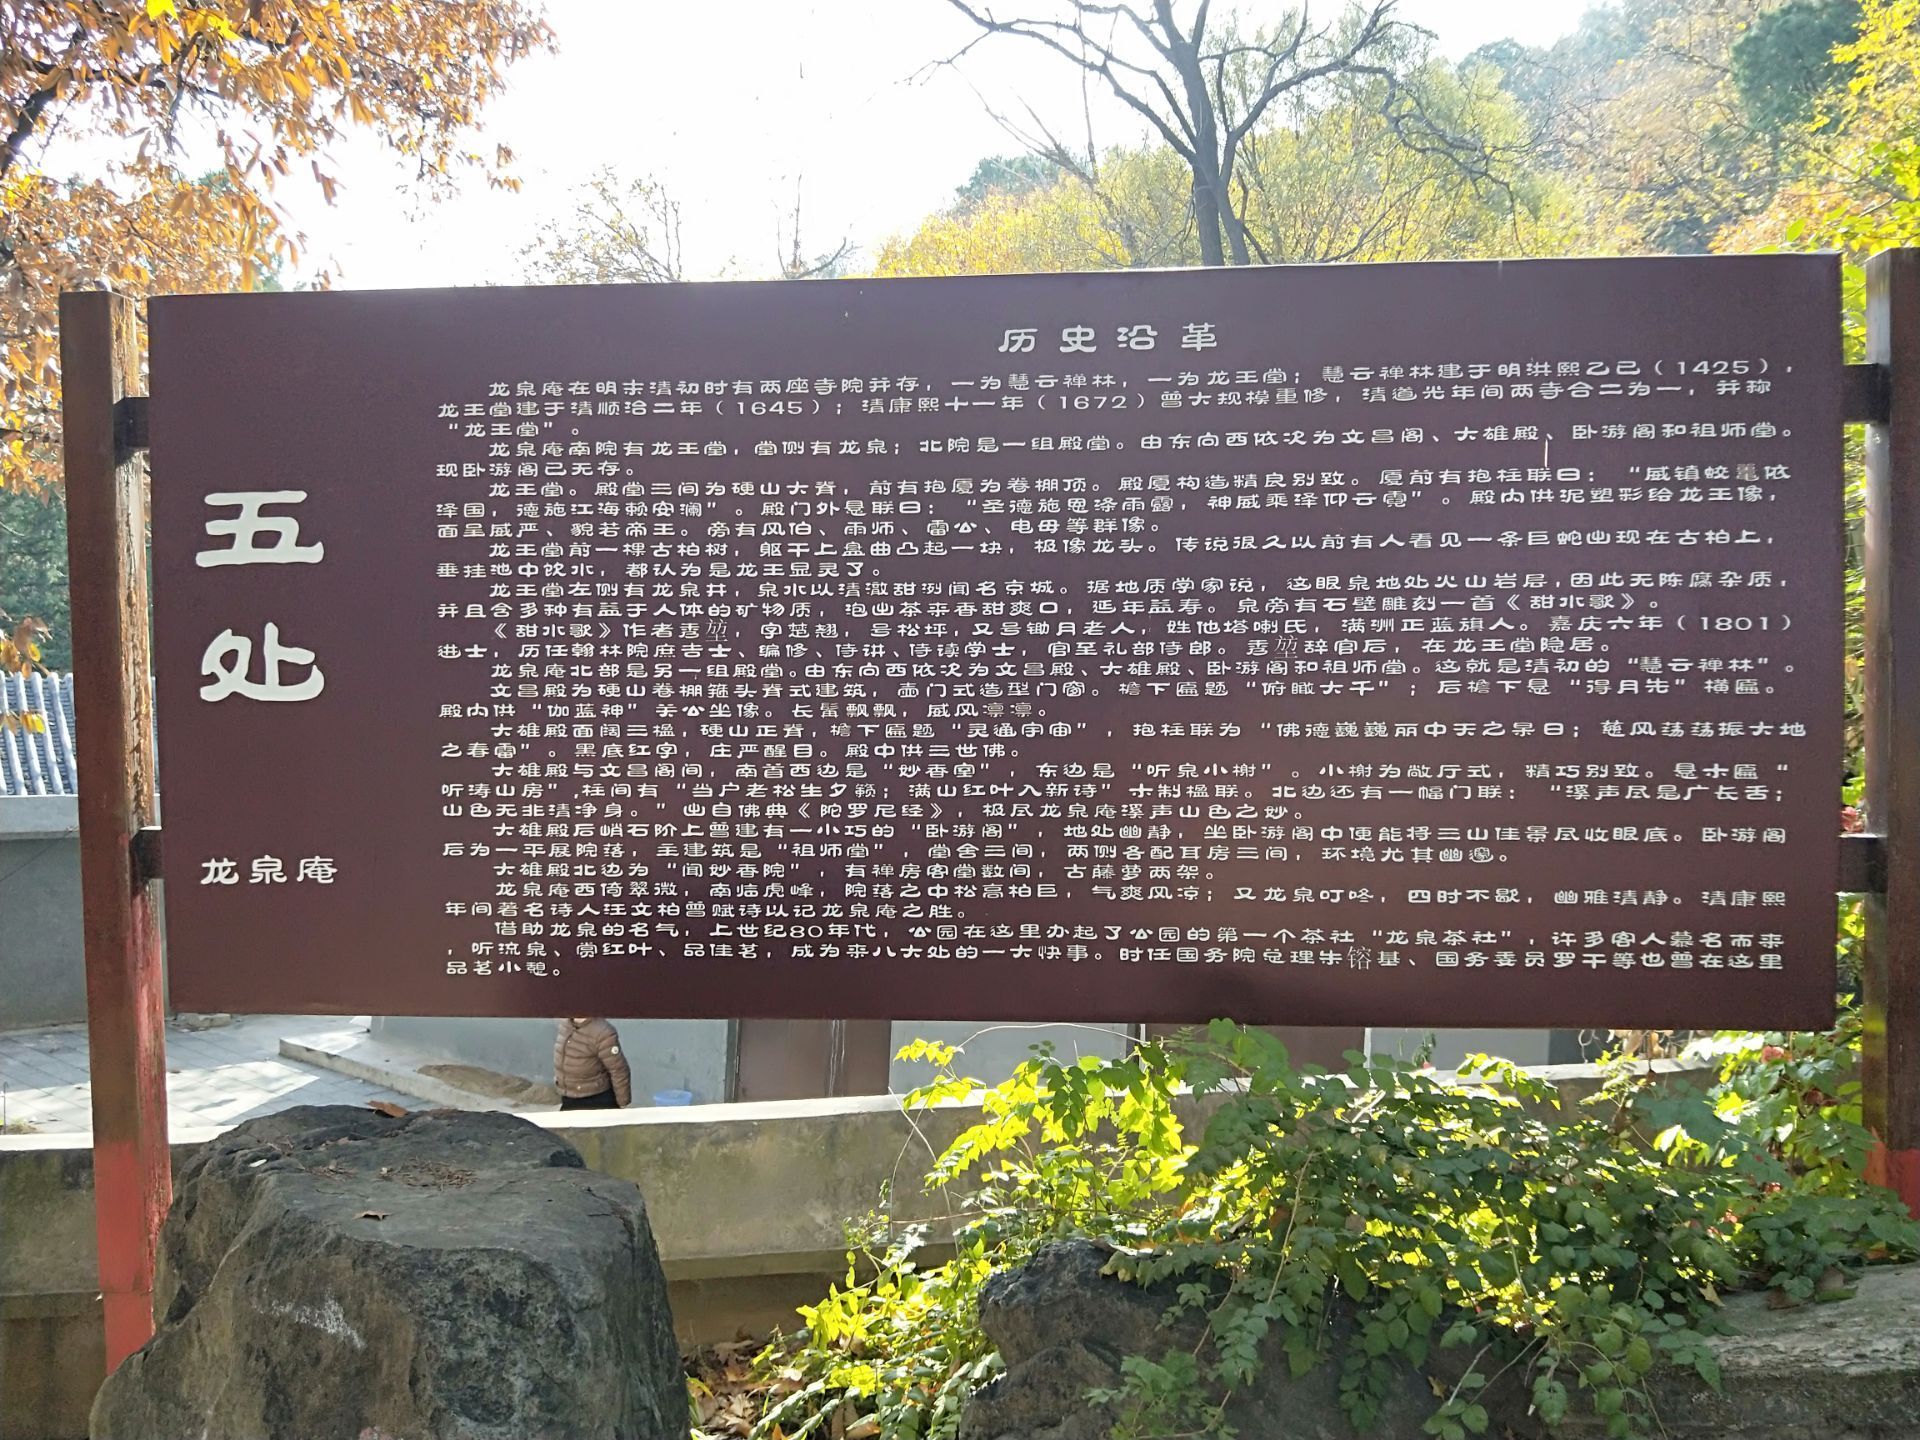 五处
龙泉庵
历史沿革
龙泉庵在明末清初时有两座寺院并存，一为慧云禅林，一为龙王堂；慧云禅林建于明洪熙乙己（1425），
龙王堂建于清顺治二年（1645）；清康熙十一年（1672）曾大规模重修，清道光年间两寺合二为一，并称
“龙王堂”。
龙泉庵南院有龙王堂，堂侧有龙泉；北院是一组殿堂。由东向西依次为文昌阁、大雄殿、卧游阁和祖师堂。
现卧游阁已无存。
龙王堂。殿堂三间为硬山大脊，前有抱厦为卷棚顶。殿厦构造精良别致。厦前有抱柱联曰：“威镇蛟鼍依
泽国，德施江海赖安澜”。殿门外悬联曰：“圣德施恩涤雨露，神威乘泽仰云霓”。殿内供泥塑彩绘龙王像，
面呈威严、貌若帝王。旁有风伯、雨师、雷公、电母等群像。
龙王堂前一棵古柏树，躯干上盘曲凸起一块，极像龙头。传说很久以前有人看见一条巨蛇出现在古柏上，
垂挂池中饮水，都认为是龙王显灵了。
龙王堂左侧有龙泉井，泉水以清澈甜洌闻名京城。据地质学家说，这眼泉地处火山岩层，因此无陈腐杂质，
并且含多种有益于人体的矿物质，泡出茶来香甜爽口，延年益寿。泉旁有石壁雕刻一首《甜水歌》。
《甜水歌》作者秀堃，字楚翘，号松坪，又号锄月老人，姓他塔喇氏，满洲正蓝旗人。嘉庆六年（1801）
进士，历任翰林院庶吉士、编修、侍讲、侍读学士，官至礼部侍郎。秀堃辞官后，在龙王堂隐居。
龙泉庵北部是另一组殿堂。由东向西依次为文昌殿、大雄殿、卧游阁和祖师堂。这就是清初的“慧云禅林”。
文昌殿为硬山卷棚箍头脊式建筑，壶门式造型门窗。檐下匾题“俯瞰大千”；后檐下是“得月先”横匾。
殿内供“伽蓝神”关公坐像。长髯飘飘，威风凛凛。
大雄殿面阔三楹，硬山正脊，檐下匾题“灵通宇宙”，抱柱联为“佛德巍巍丽中天之杲日；慈风荡荡振大地
之春雷”。黑底红字，庄严醒目。殿中供三世佛。
大雄殿与文昌阁间，南首西边是“妙香室”，东边是“听泉小榭”。小榭为敞厅式，精巧别致。悬木匾“
听涛山房”，柱间有“当户老松生夕籁；满山红叶入新诗”木制楹联。北边还有一幅门联：“溪声尽是广长舌；
山色无非清净身。”出自佛典《陀罗尼经》，极尽龙泉庵溪声山色之妙。
大雄殿后峭石阶上曾建有一小巧的“卧游阁”，地处幽静，坐卧游阁中便能将三山佳景尽收眼底。卧游阁
后为一平展院落，主建筑是“祖师堂”，堂舍三间，两侧各配耳房三间，环境尤其幽邃。
大雄殿北边为“闻妙香院”，有禅房客堂数间，古藤萝两架。
龙泉庵西倚翠微，南临虎峰，院落之中松高柏巨，气爽风凉；又龙泉叮咚，四时不歇，幽雅清静。清康熙
年间著名诗人汪文柏曾赋诗以记龙泉庵之胜。
借助龙泉的名气，上世纪80年代，公园在这里办起了公园的第一个茶社“龙泉茶社”，许多客人慕名而来
，听流泉、赏红叶、品佳茗，成为来八大处的一大快事。时任国务院总理朱镕基、国务委员罗干等也曾在这里
品茗小憩。